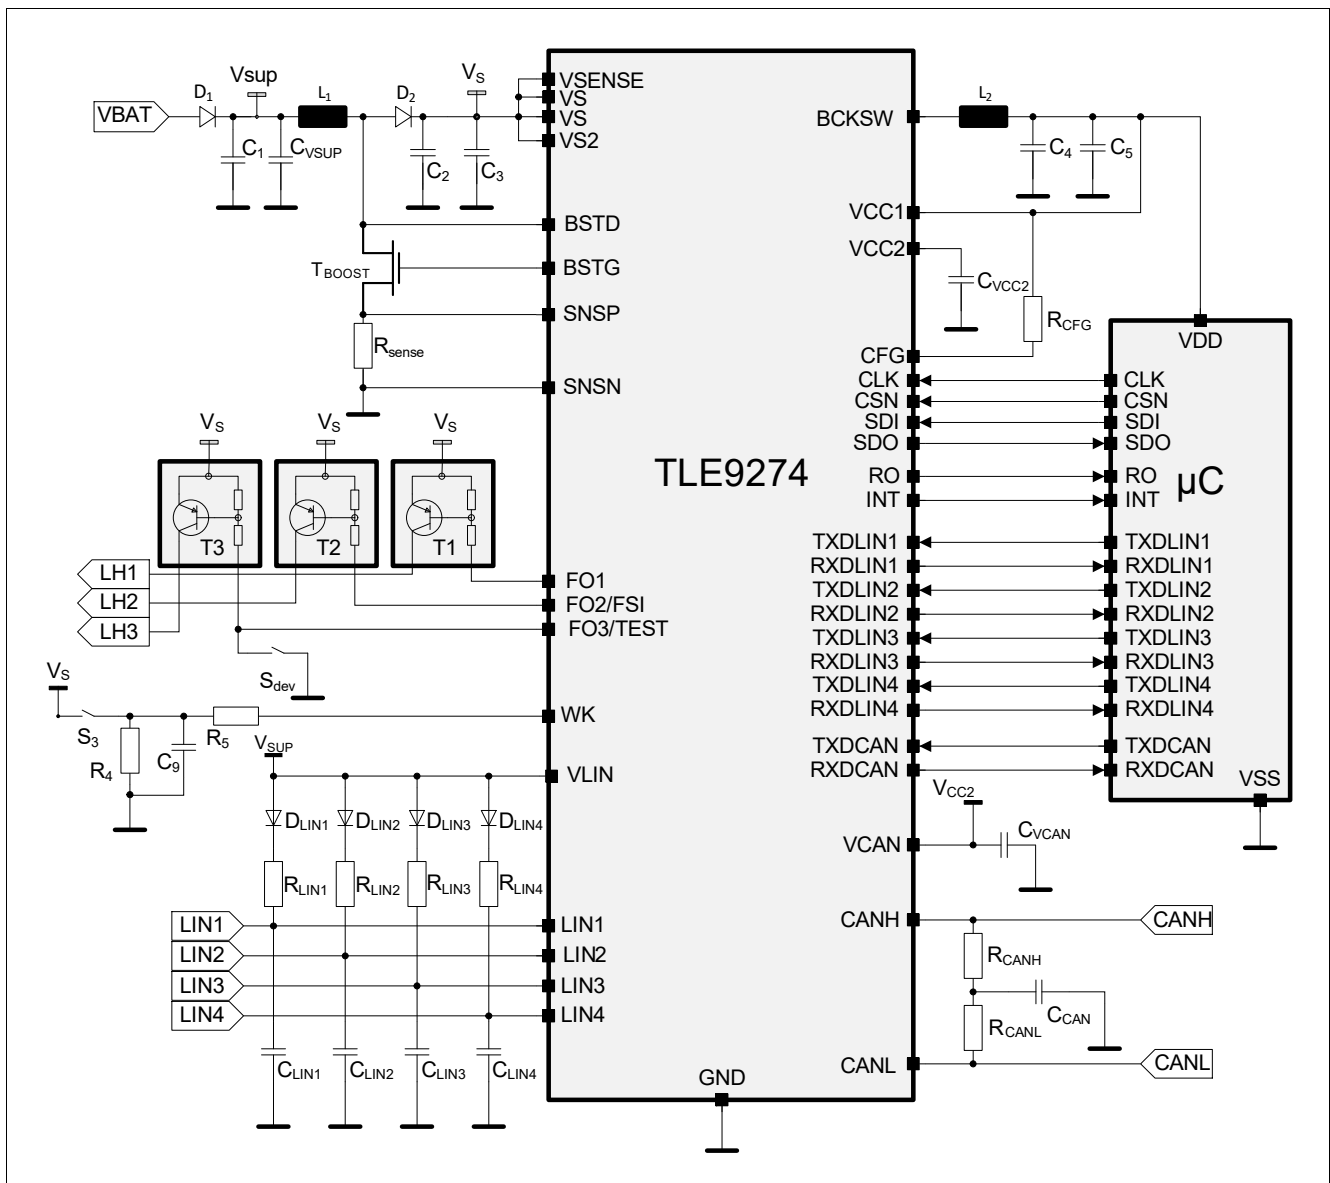 Vsup
VBAT
D1
L1
D2
VS
C1
CVSUP
C2
C3
VSENSE
VS
VS
VS2
BSTD
BSTG
SNSP
SNSN
TBOOST
Rsense
VS
VS
VS
T3
T2
T1
LH1
LH2
LH3
FO1
FO2/FSI
FO3/TEST
Sdev
VS
S3
R4
C9
R5
WK
VSUP
VLIN
DLIN1
DLIN2
DLIN3
DLIN4
RLIN1
RLIN2
RLIN3
RLIN4
LIN1
LIN2
LIN3
LIN4
LIN1
LIN2
LIN3
LIN4
CLIN1
CLIN2
CLIN3
CLIN4
TLE9274
GND
BCKSW
L2
C4
C5
VCC1
VCC2
CVCC2
RCFG
CFG
CLK
CSN
SDI
SDO
RO
INT
TXDLIN1
RXDLIN1
TXDLIN2
RXDLIN2
TXDLIN3
RXDLIN3
TXDLIN4
RXDLIN4
TXDCAN
RXDCAN
VDD
CLK
CSN
SDI
SDO
RO
INT
µC
TXDLIN1
RXDLIN1
TXDLIN2
RXDLIN2
TXDLIN3
RXDLIN3
TXDLIN4
RXDLIN4
TXDCAN
RXDCAN
VSS
VCC2
VCAN
CVCAN
CANH
CANH
RCANH
CCAN
RCANL
CANL
CANL